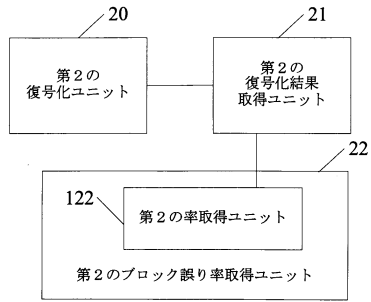 20
21
第2の
復号化ユニット
第2の
復号化結果
取得ユニット
22
122
第2の率取得ユニット
第2のブロック誤り率取得ユニット